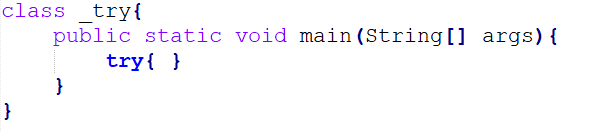 class _try{
    public static void main(String[] args){
        try{ }
    }
}